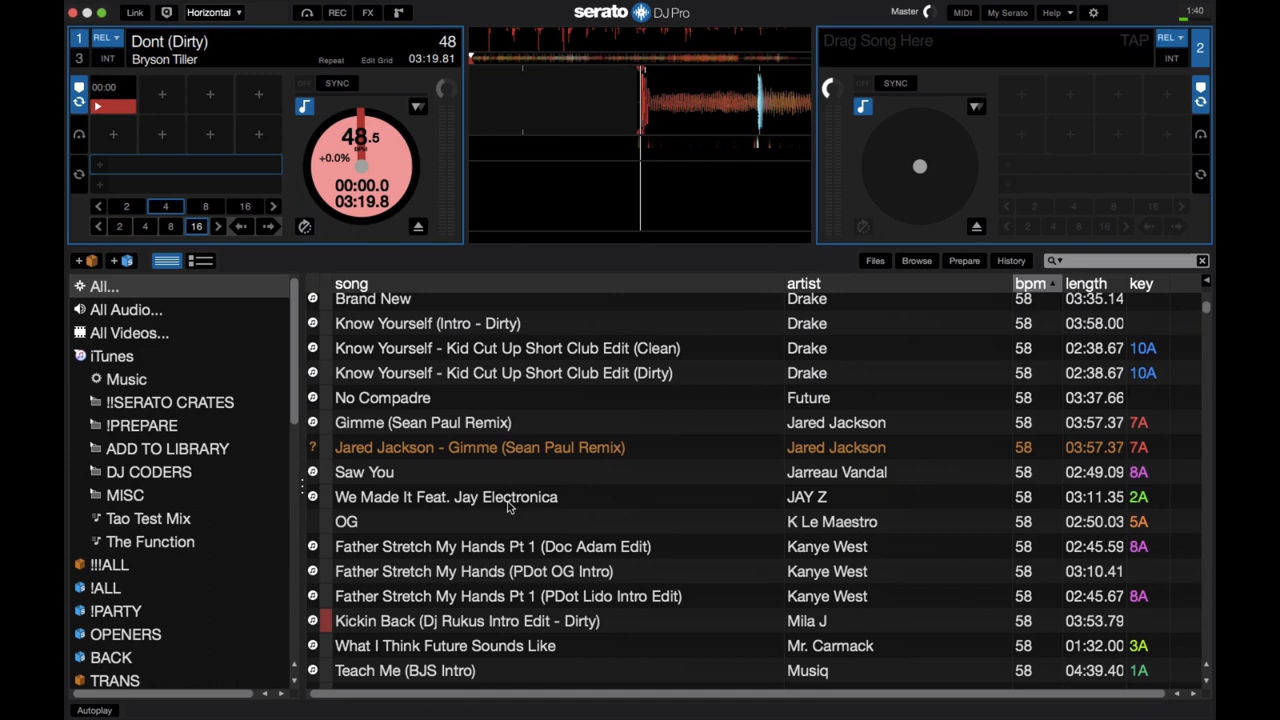 Link Horizontal REC FX serato DJ Pro Master MIDI My Serato Help 1:40
1 REL Dont (Dirty) 48
3 INT Bryson Tiller Repeat Edit Grid 03:19.81
00:00
OFF SYNC
48.5
BPM
+0.0%
00:00.0
03:19.8
2 4 8 16
2 4 8 16
Drag Song Here TAP REL 2
INT
OFF SYNC
2 4 8 16
2 4 8 16
Files Browse Prepare History
All...
All Audio...
All Videos...
iTunes
Music
!!SERATO CRATES
!PREPARE
ADD TO LIBRARY
DJ CODERS
MISC
Tao Test Mix
The Function
!!!ALL
!ALL
!PARTY
OPENERS
BACK
TRANS
song artist bpm length key
Brand New Drake 58 03:35.14
Know Yourself (Intro - Dirty) Drake 58 03:58.00
Know Yourself - Kid Cut Up Short Club Edit (Clean) Drake 58 02:38.67 10A
Know Yourself - Kid Cut Up Short Club Edit (Dirty) Drake 58 02:38.67 10A
No Compadre Future 58 03:37.66
Gimme (Sean Paul Remix) Jared Jackson 58 03:57.37 7A
? Jared Jackson - Gimme (Sean Paul Remix) Jared Jackson 58 03:57.37 7A
Saw You Jarreau Vandal 58 02:49.09 8A
We Made It Feat. Jay Electronica JAY Z 58 03:11.35 2A
OG K Le Maestro 58 02:50.03 5A
Father Stretch My Hands Pt 1 (Doc Adam Edit) Kanye West 58 02:45.59 8A
Father Stretch My Hands (PDot OG Intro) Kanye West 58 03:10.41
Father Stretch My Hands Pt 1 (PDot Lido Intro Edit) Kanye West 58 02:45.67 8A
Kickin Back (Dj Rukus Intro Edit - Dirty) Mila J 58 03:53.79
What I Think Future Sounds Like Mr. Carmack 58 01:32.00 3A
Teach Me (BJS Intro) Musiq 58 04:39.40 1A
Autoplay